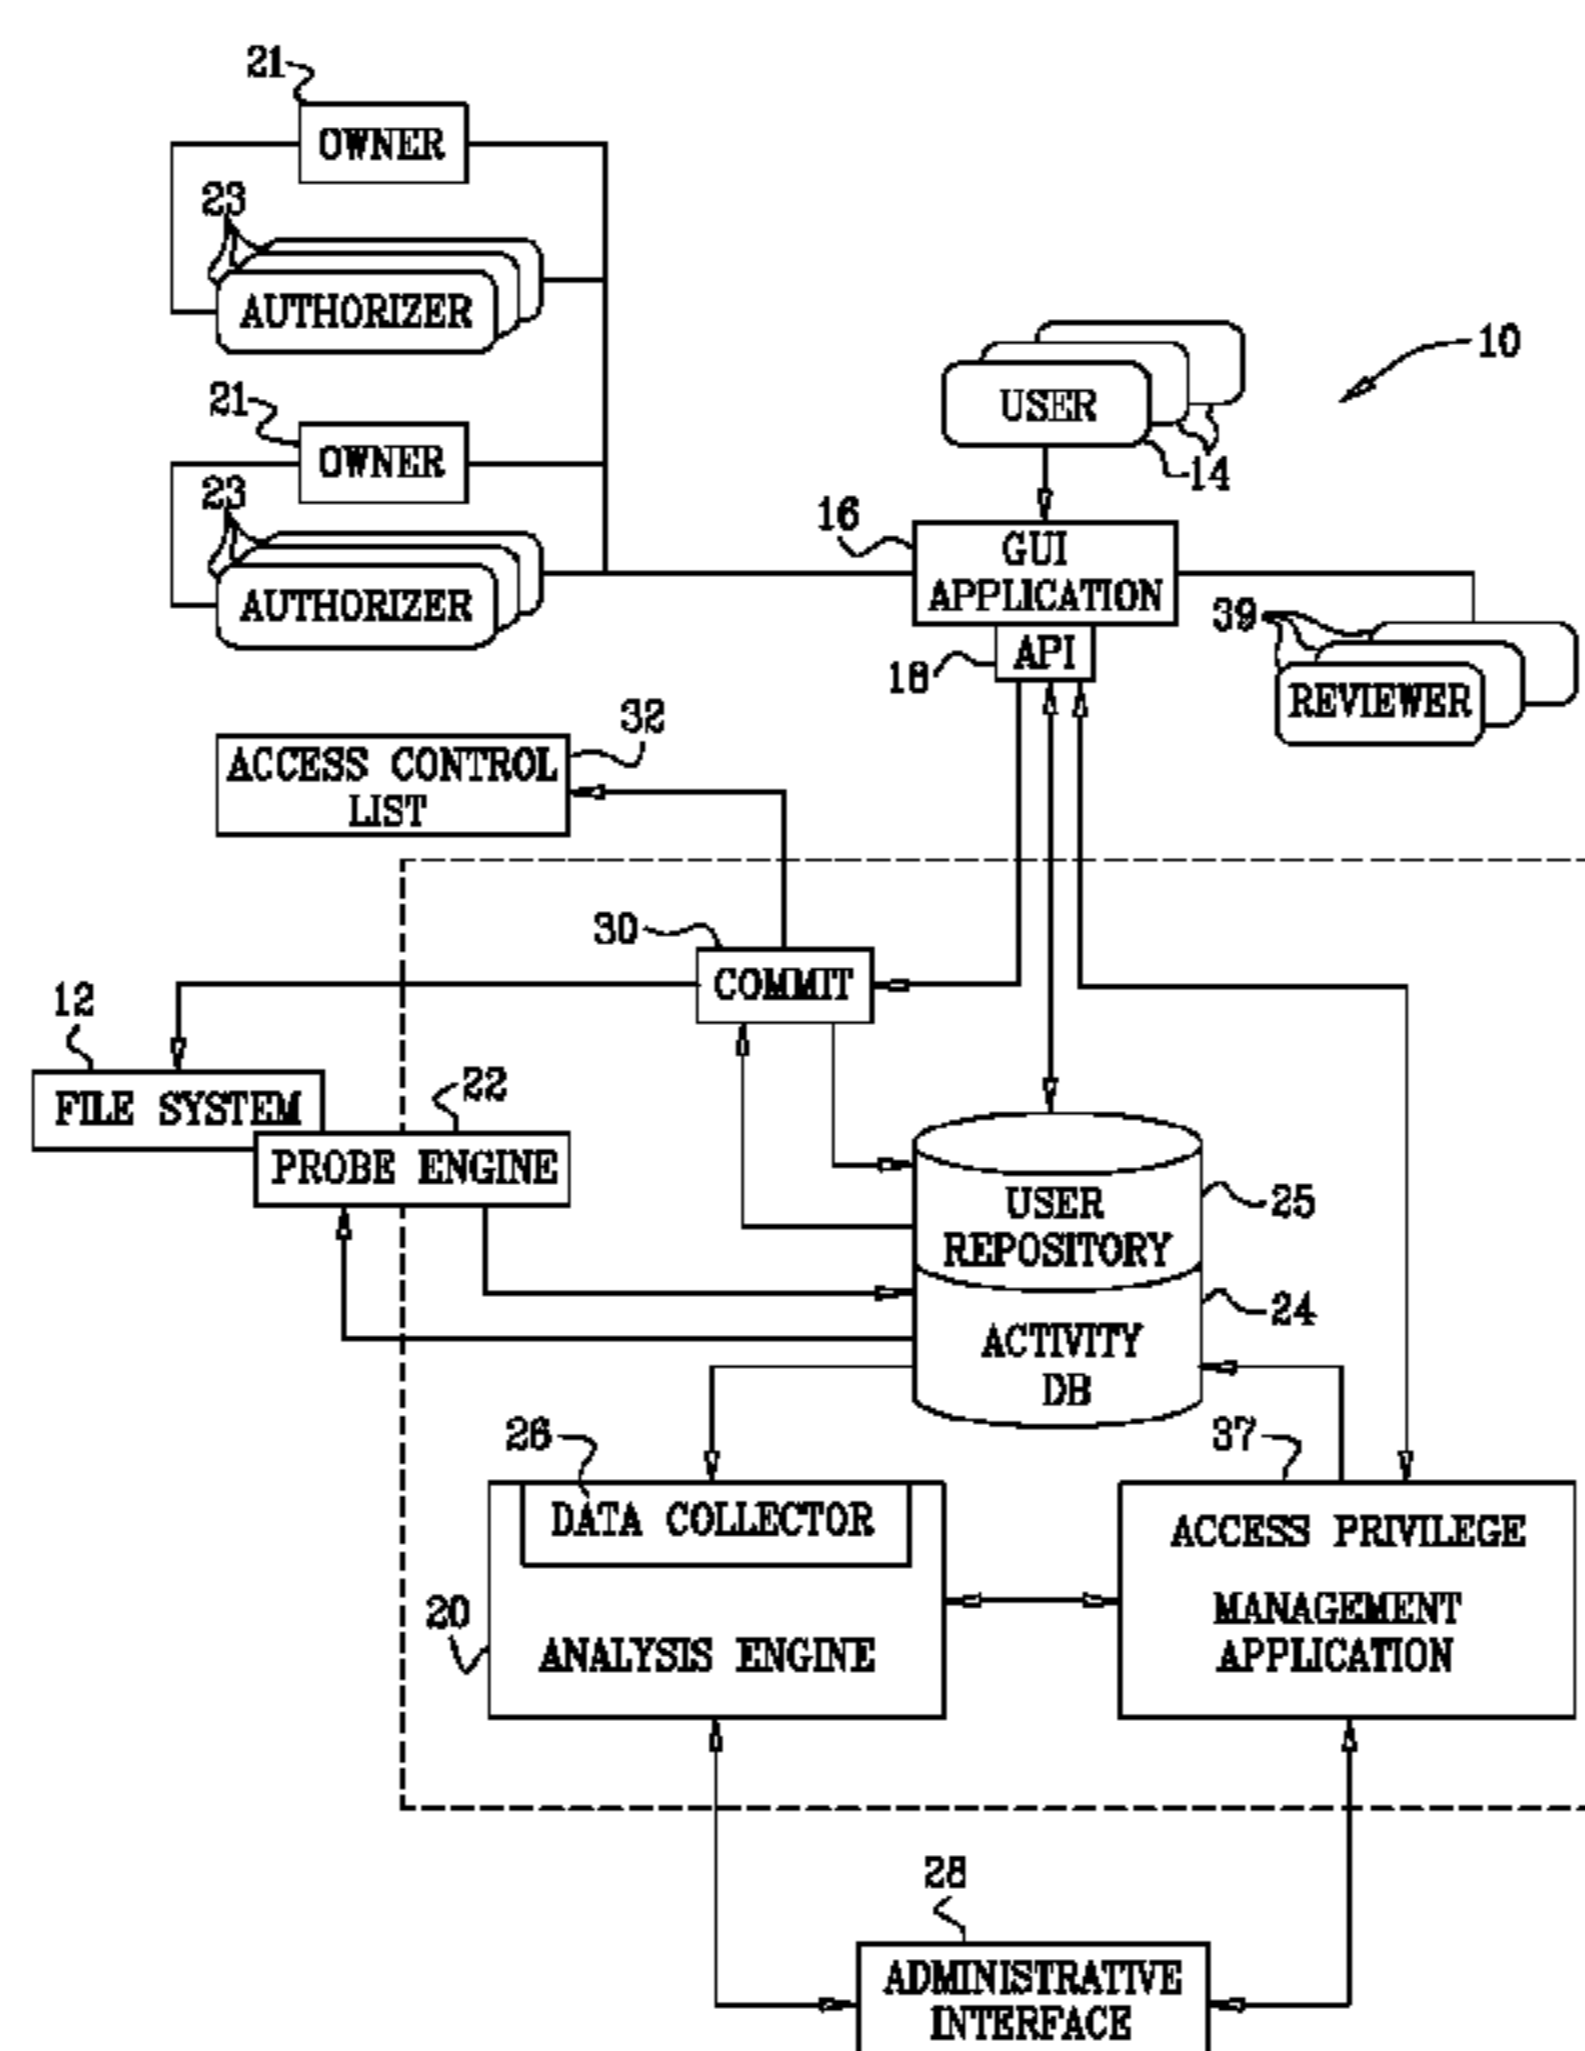 21
OWNER
23
AUTHORIZER
21
OWNER
23
AUTHORIZER
10
USER
14
16
GUI
APPLICATION
18
API
39
REVIEWER
32
ACCESS CONTROL
LIST
30
COMMIT
12
FILE SYSTEM
22
PROBE ENGINE
USER
REPOSITORY
25
ACTIVITY
DB
24
26
DATA COLLECTOR
20
ANALYSIS ENGINE
37
ACCESS PRIVILEGE
MANAGEMENT
APPLICATION
28
ADMINISTRATIVE
INTERFACE